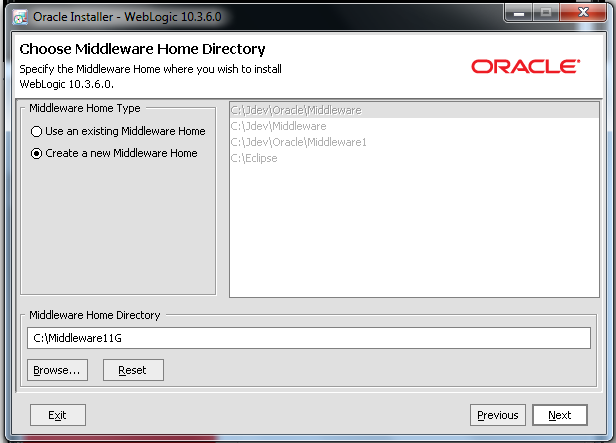 Oracle Installer - WebLogic 10.3.6.0
Choose Middleware Home Directory
Specify the Middleware Home where you wish to install
WebLogic 10.3.6.0.
ORACLE®
Middleware Home Type
Use an existing Middleware Home
Create a new Middleware Home
C:\Jdev\Oracle\Middleware
C:\Jdev\Middleware
C:\Jdev\Oracle\Middleware1
C:\Eclipse
Middleware Home Directory
C:\Middleware11G
Browse...
Reset
Exit
Previous
Next